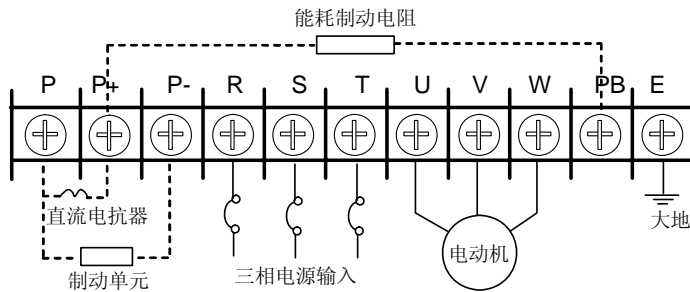 能耗制动电阻
P P+ P- R S T U V W PB E
直流电抗器
大地
电动机
制动单元
三相电源输入